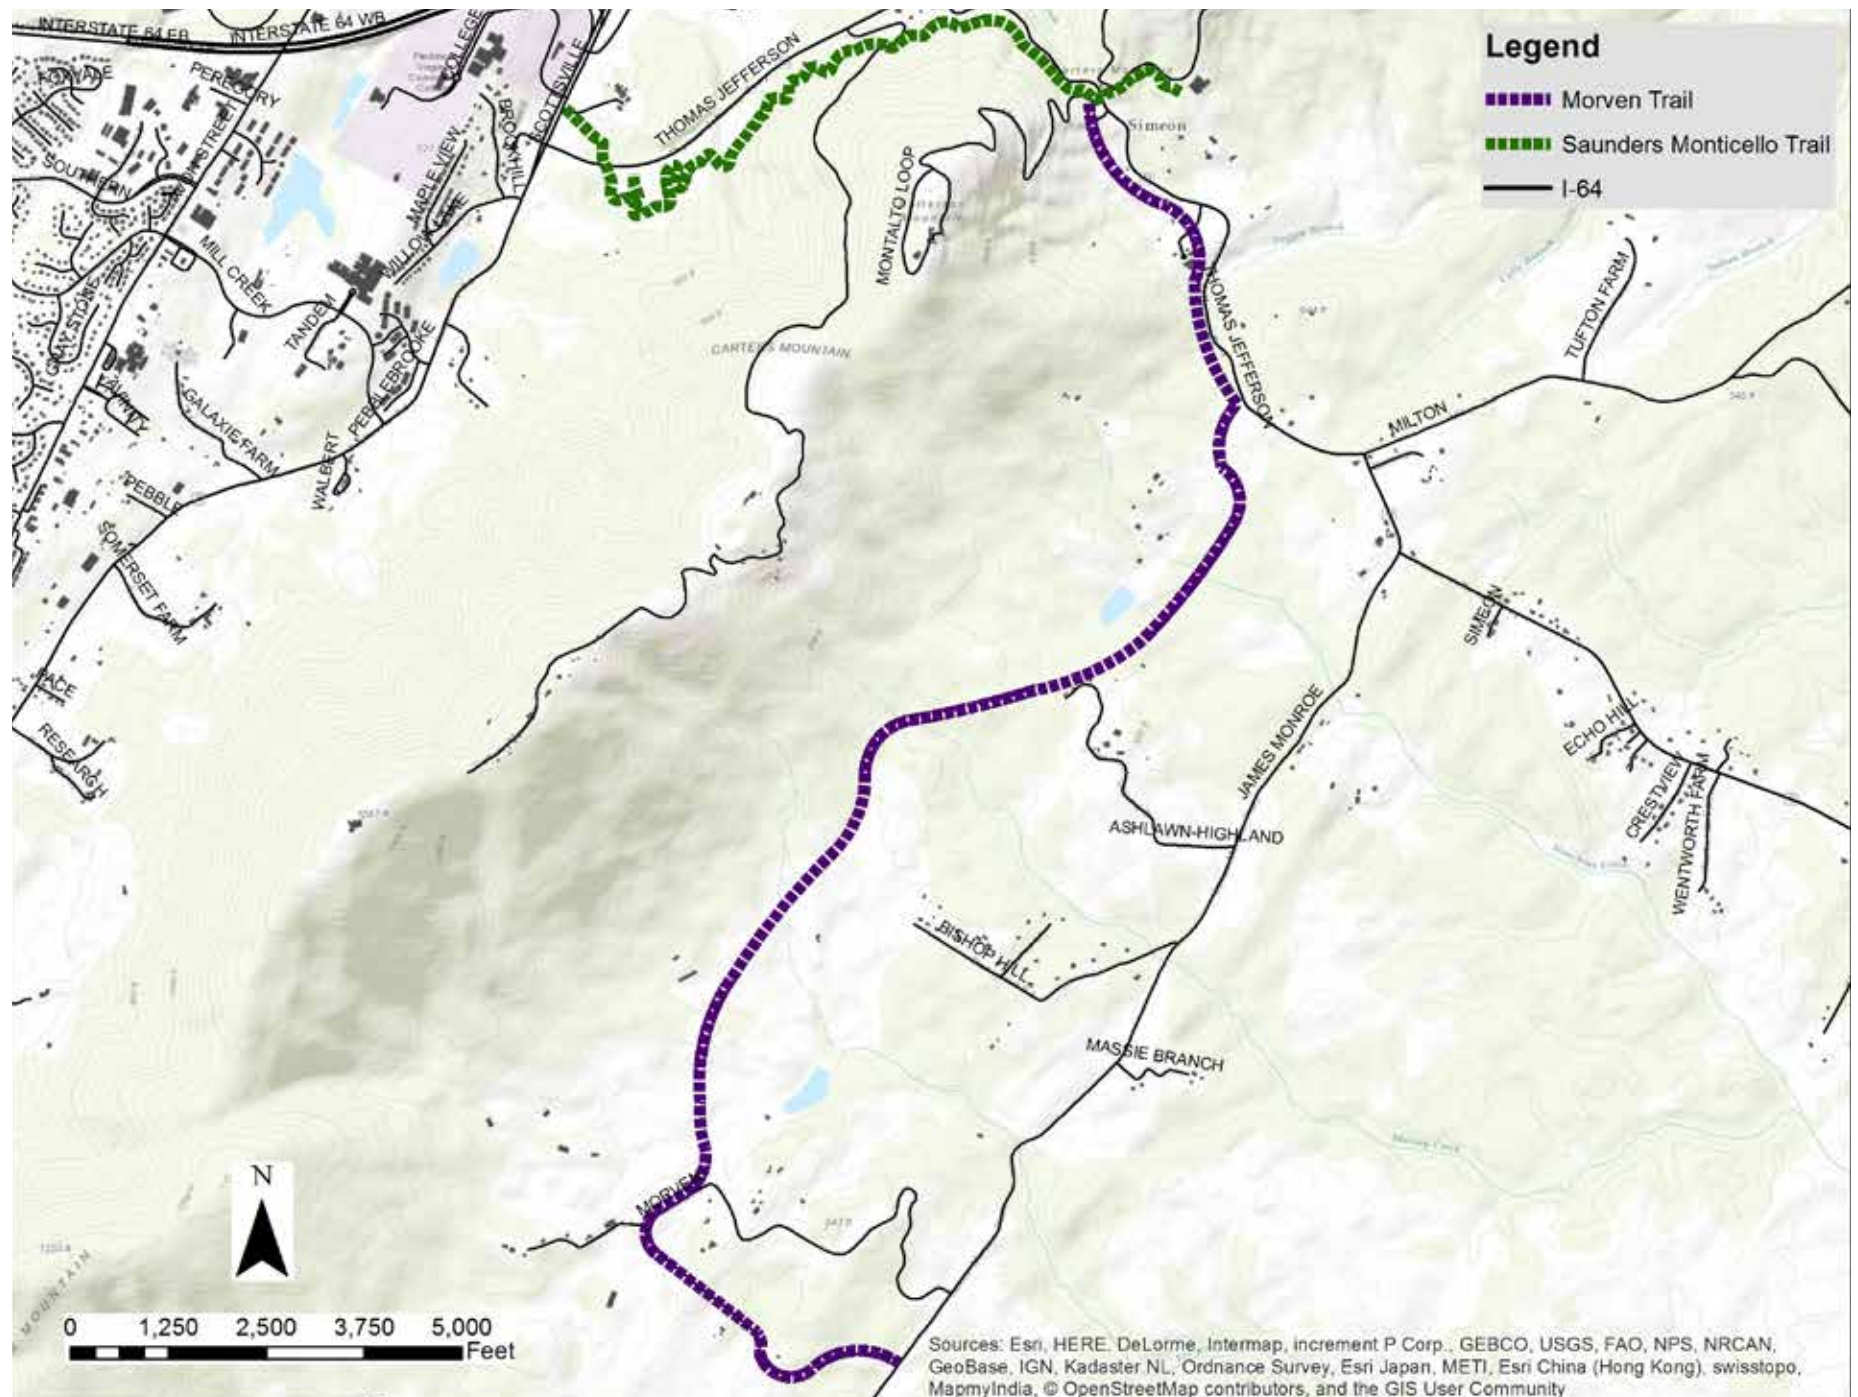 INTERSTATE 64 EB
INTERSTATE 64 WB
COLLEGE
SCOTTSVILLE
PEREGORY
THOMAS JEFFERSON
SOUTHERN
MAPLE VIEW
Simeon
MONTALTO LOOP
MILL CREEK
TANDEM
THOMAS JEFFERSON
TUFTON FARM
CARTERS MOUNTAIN
GALAXIE FARM
WALBERT
MILTON
PEBBLE
SOMERSET FARM
SIMEON
PACE
RESEARCH
JAMES MONROE
ECHO HILL
CRESTVIEW
WENTWORTH FARM
ASHLAWN-HIGHLAND
BISHOP HILL
MASSIE BRANCH
MORVEN
MOUNTAIN
Legend
Morven Trail
Saunders Monticello Trail
I-64
N
0 1,250 2,500 3,750 5,000
Feet
Sources: Esri, HERE, DeLorme, Intermap, increment P Corp., GEBCO, USGS, FAO, NPS, NRCAN,
GeoBase, IGN, Kadaster NL, Ordnance Survey, Esri Japan, METI, Esri China (Hong Kong), swisstopo,
MapmyIndia, © OpenStreetMap contributors, and the GIS User Community